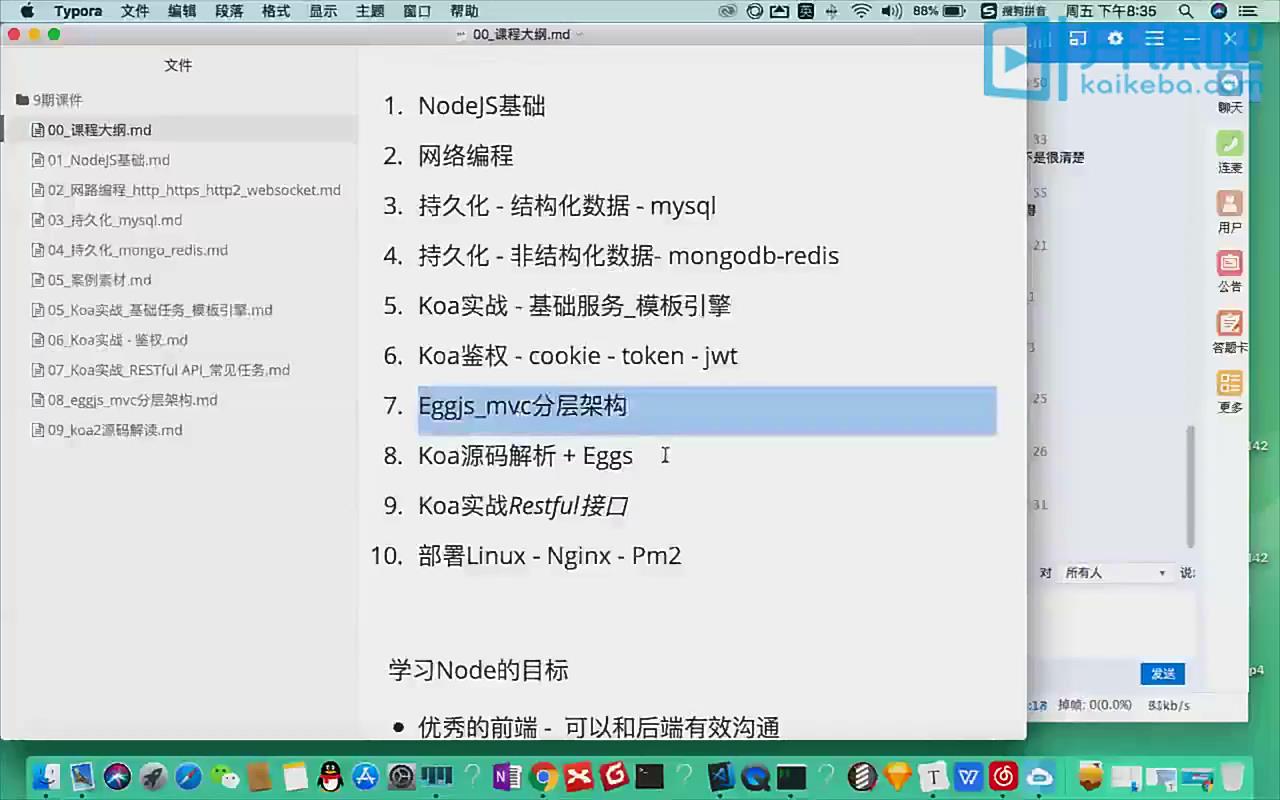 Typora 文件 编辑 段落 格式 显示 主题 窗口 帮助 英 88% 搜狗拼音 周五 下午8:35
00_课程大纲.md
开课吧
kaikeba.com
文件
9期课件
00_课程大纲.md
01_NodeJS基础.md
02_网路编程_http_https_http2_websocket.md
03_持久化_mysql.md
04_持久化_mongo_redis.md
05_案例素材.md
05_Koa实战_基础任务_模板引擎.md
06_Koa实战 - 鉴权.md
07_Koa实战_RESTful API_常见任务.md
08_eggjs_mvc分层架构.md
09_koa2源码解读.md
1. NodeJS基础
2. 网络编程
3. 持久化 - 结构化数据 - mysql
4. 持久化 - 非结构化数据- mongodb-redis
5. Koa实战 - 基础服务_模板引擎
6. Koa鉴权 - cookie - token - jwt
7. Eggjs_mvc分层架构
8. Koa源码解析 + Eggs
9. Koa实战Restful接口
10. 部署Linux - Nginx - Pm2
学习Node的目标
● 优秀的前端 - 可以和后端有效沟通
50
33
不是很清楚
55
21
25
26
31
聊天
连麦
用户
公告
答题卡
更多
142
142
对 所有人 说:
发送
p4
:18 掉帧: 0(0.0%)